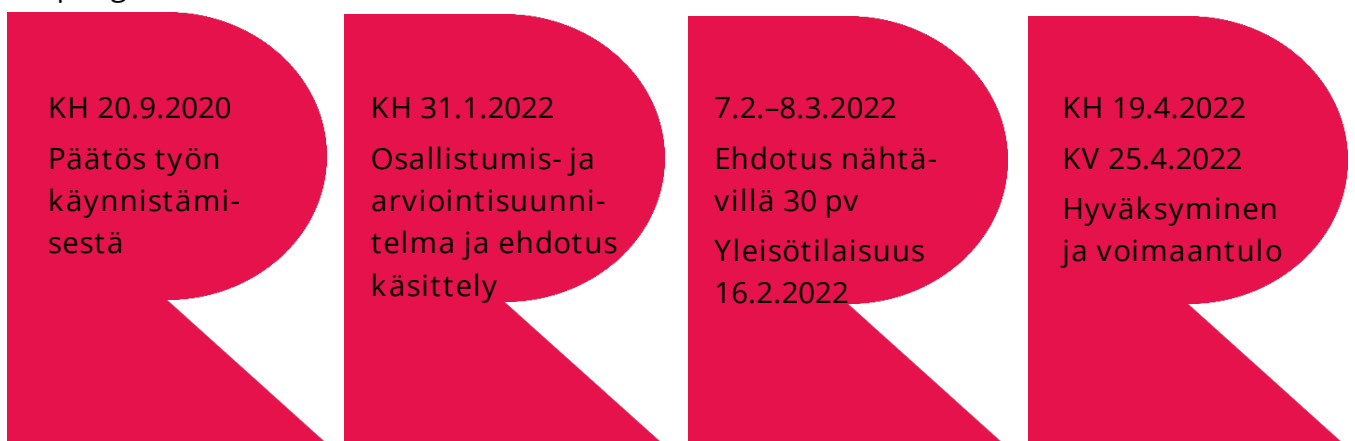 KH 20.9.2020
Päätös työn
käynnistämi-
sestä
KH 31.1.2022
Osallistumis- ja
arviointisuunni-
telma ja ehdotus
käsittely
7.2.–8.3.2022
Ehdotus nähtä-
villä 30 pv
Yleisötilaisuus
16.2.2022
KH 19.4.2022
KV 25.4.2022
Hyväksyminen
ja voimaantulo